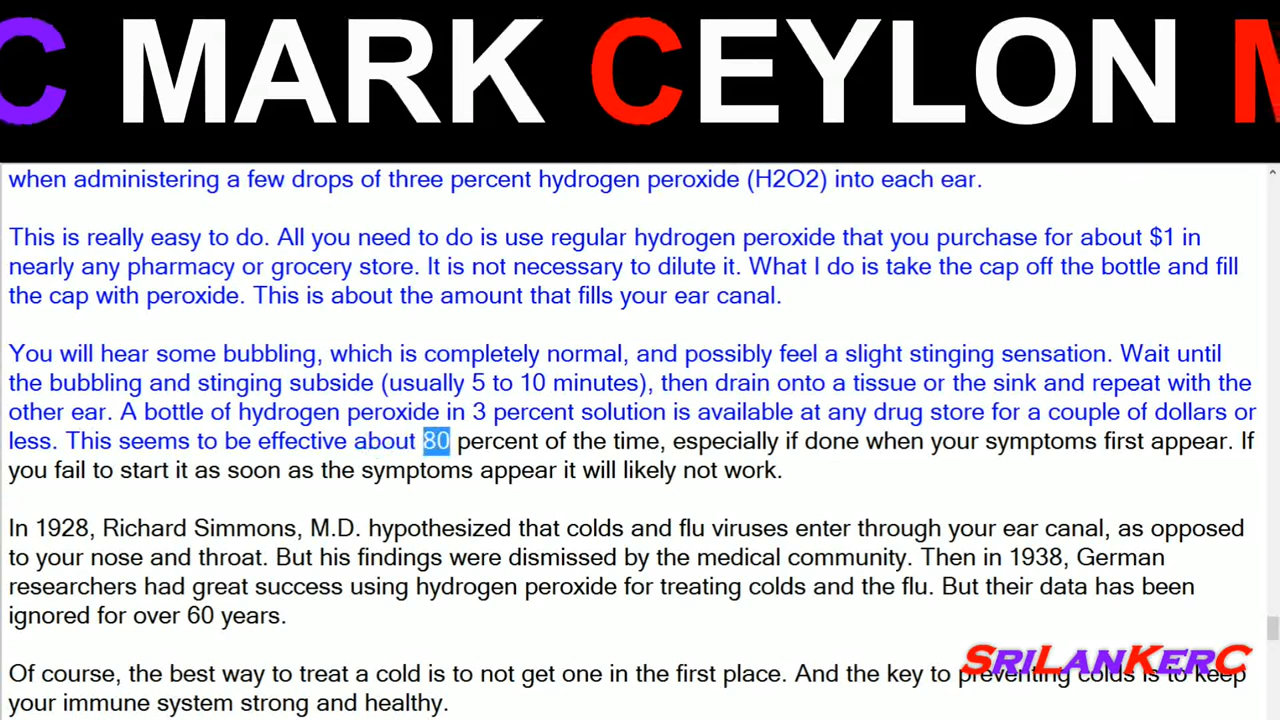 C MARK CEYLON M
when administering a few drops of three percent hydrogen peroxide (H2O2) into each ear.
This is really easy to do. All you need to do is use regular hydrogen peroxide that you purchase for about $1 in
nearly any pharmacy or grocery store. It is not necessary to dilute it. What I do is take the cap off the bottle and fill
the cap with peroxide. This is about the amount that fills your ear canal.
You will hear some bubbling, which is completely normal, and possibly feel a slight stinging sensation. Wait until
the bubbling and stinging subside (usually 5 to 10 minutes), then drain onto a tissue or the sink and repeat with the
other ear. A bottle of hydrogen peroxide in 3 percent solution is available at any drug store for a couple of dollars or
less. This seems to be effective about 80 percent of the time, especially if done when your symptoms first appear. If
you fail to start it as soon as the symptoms appear it will likely not work.
In 1928, Richard Simmons, M.D. hypothesized that colds and flu viruses enter through your ear canal, as opposed
to your nose and throat. But his findings were dismissed by the medical community. Then in 1938, German
researchers had great success using hydrogen peroxide for treating colds and the flu. But their data has been
ignored for over 60 years.
Of course, the best way to treat a cold is to not get one in the first place. And the key to preventing colds is to keep
your immune system strong and healthy.
SRILANKERC